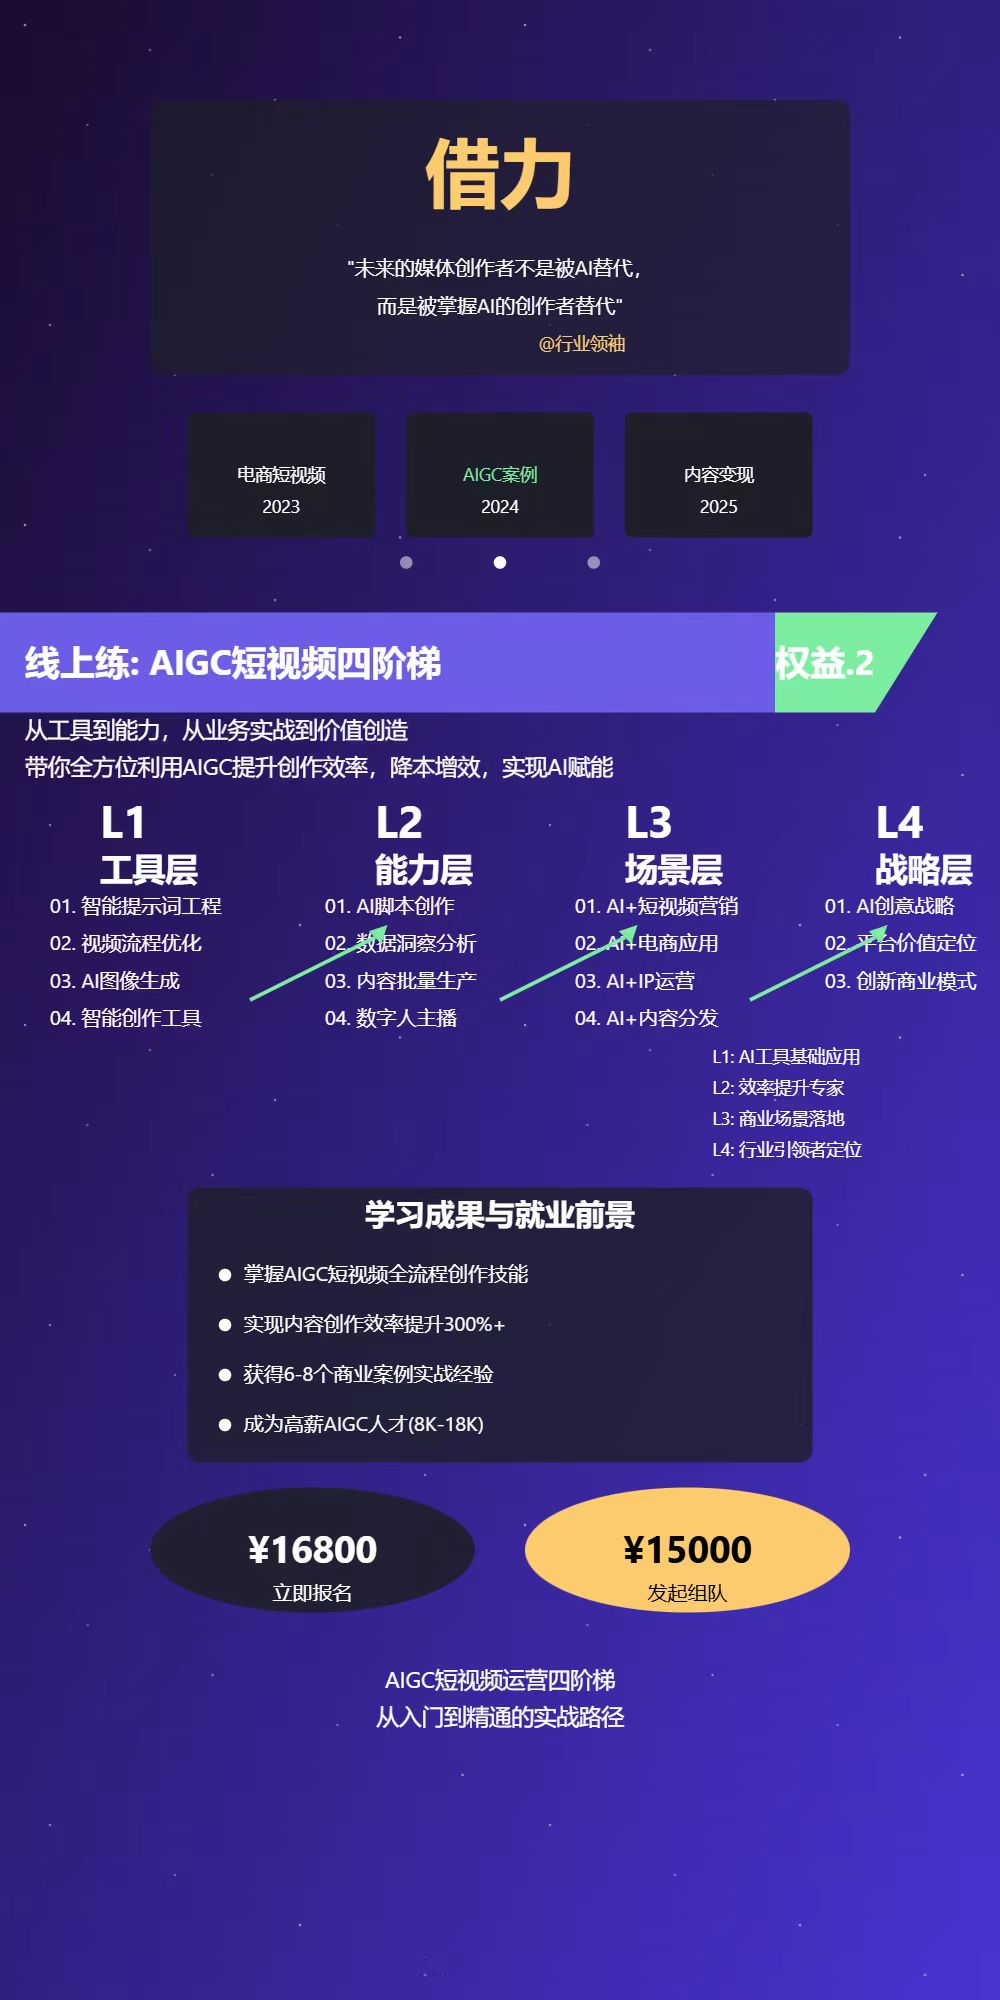 借力
"未来的媒体创作者不是被AI替代，
而是被掌握AI的创作者替代"
@行业领袖
电商短视频
2023
AIGC案例
2024
内容变现
2025
线上练: AIGC短视频四阶梯
权益.2
从工具到能力，从业务实战到价值创造
带你全方位利用AIGC提升创作效率，降本增效，实现AI赋能
L1
工具层
01. 智能提示词工程
02. 视频流程优化
03. AI图像生成
04. 智能创作工具
L2
能力层
01. AI脚本创作
02. 数据洞察分析
03. 内容批量生产
04. 数字人主播
L3
场景层
01. AI+短视频营销
02. AI+电商应用
03. AI+IP运营
04. AI+内容分发
L4
战略层
01. AI创意战略
02. 平台价值定位
03. 创新商业模式
L1: AI工具基础应用
L2: 效率提升专家
L3: 商业场景落地
L4: 行业引领者定位
学习成果与就业前景
掌握AIGC短视频全流程创作技能
实现内容创作效率提升300%+
获得6-8个商业案例实战经验
成为高薪AIGC人才(8K-18K)
¥16800
立即报名
¥15000
发起组队
AIGC短视频运营四阶梯
从入门到精通的实战路径